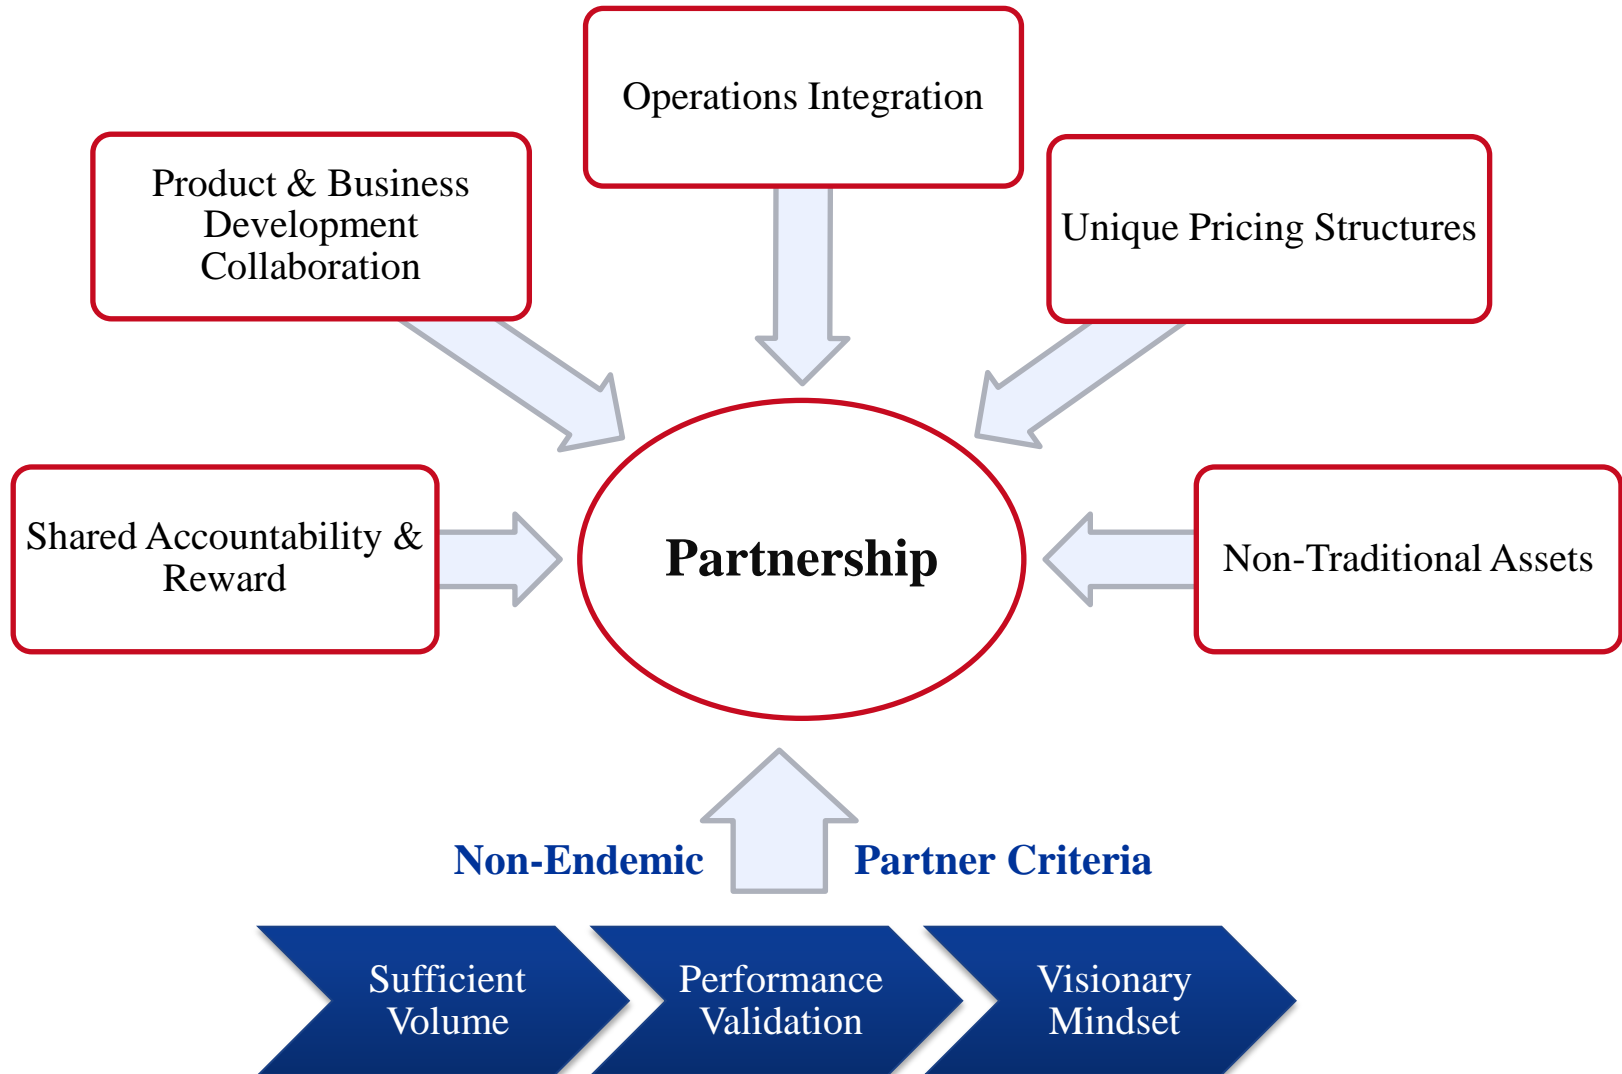 Operations Integration
Product & Business
Development
Collaboration
Unique Pricing Structures
Shared Accountability &
Reward
Partnership
Non-Traditional Assets
Non-Endemic
Partner Criteria
Sufficient
Volume
Performance
Validation
Visionary
Mindset